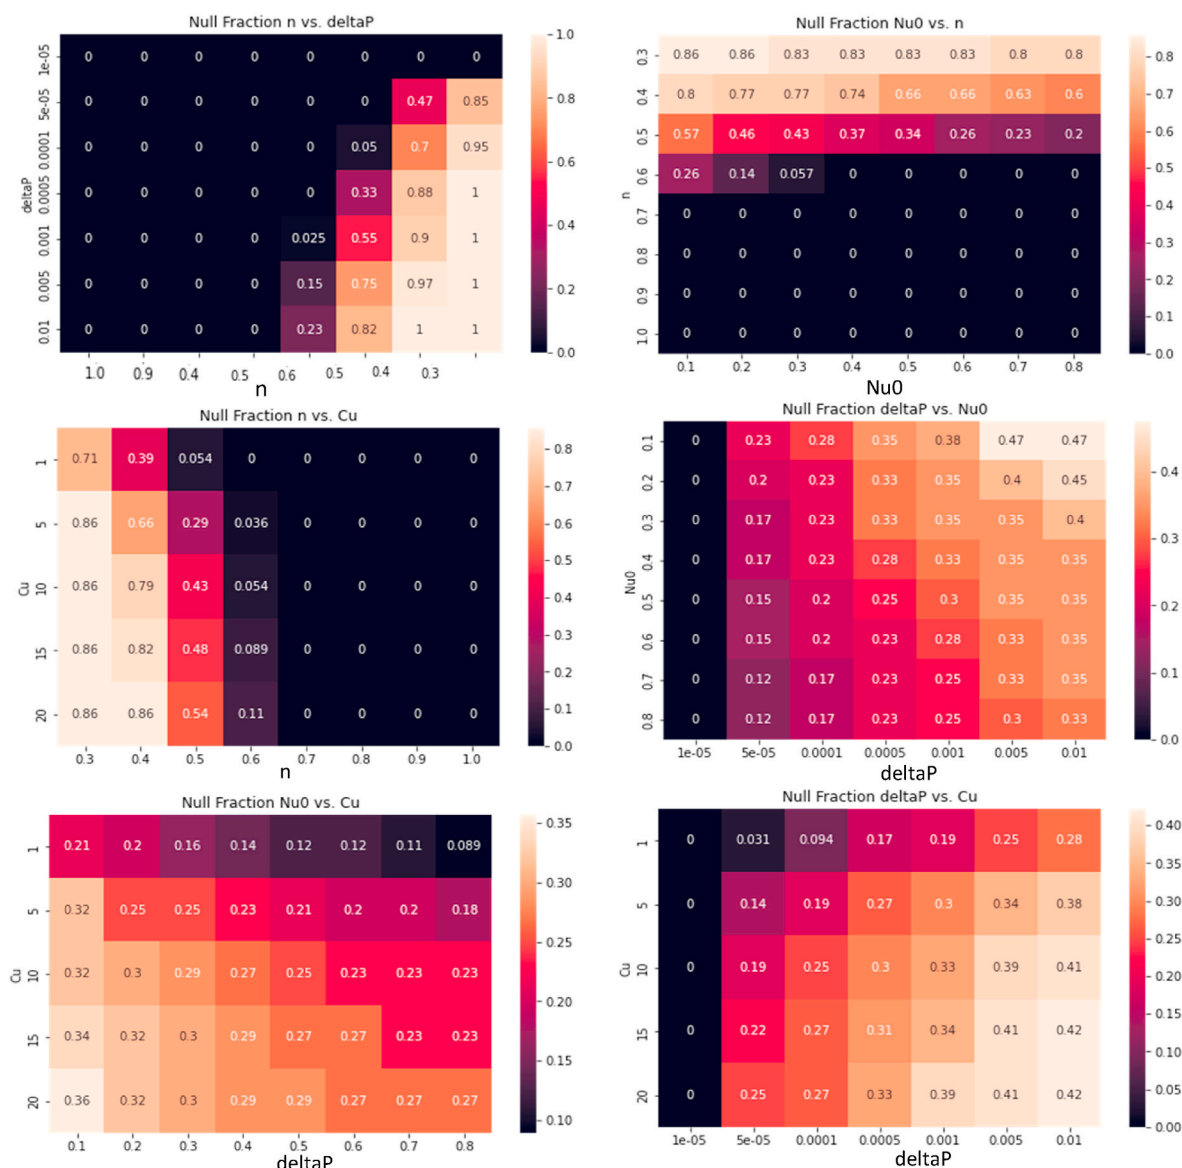 Null Fraction n vs. deltaP
1e-05 0 0 0 0 0 0 0 0 1.0
5e-05 0 0 0 0 0 0 0.47 0.85 0.8
0.0001 0 0 0 0 0 0.05 0.7 0.95 0.6
deltaP 0.0005 0 0 0 0 0 0.33 0.88 1
0.001 0 0 0 0 0.025 0.55 0.9 1 0.4
0.005 0 0 0 0 0.15 0.75 0.97 1 0.2
0.01 0 0 0 0 0.23 0.82 1 1 0.0
1.0 0.9 0.4 0.5 0.6 0.5 0.4 0.3
n
Null Fraction Nu0 vs. n
0.3 0.86 0.86 0.83 0.83 0.83 0.83 0.8 0.8 0.8
0.4 0.8 0.77 0.77 0.74 0.66 0.66 0.63 0.6 0.7
0.5 0.57 0.46 0.43 0.37 0.34 0.26 0.23 0.2 0.6
0.6 0.26 0.14 0.057 0 0 0 0 0 0.5
n
0.7 0 0 0 0 0 0 0 0 0.4
0.8 0 0 0 0 0 0 0 0 0.3
0.9 0 0 0 0 0 0 0 0 0.2
1.0 0 0 0 0 0 0 0 0 0.1
0.0
0.1 0.2 0.3 0.4 0.5 0.6 0.7 0.8
Nu0
Null Fraction n vs. Cu
1 0.71 0.39 0.054 0 0 0 0 0 0.8
0.7
5 0.86 0.66 0.29 0.036 0 0 0 0 0.6
0.5
Cu 10 0.86 0.79 0.43 0.054 0 0 0 0 0.4
0.3
15 0.86 0.82 0.48 0.089 0 0 0 0 0.2
20 0.86 0.86 0.54 0.11 0 0 0 0 0.1
0.0
0.3 0.4 0.5 0.6 0.7 0.8 0.9 1.0
n
Null Fraction deltaP vs. Nu0
0.1 0 0.23 0.28 0.35 0.38 0.47 0.47
0.2 0 0.2 0.23 0.33 0.35 0.4 0.45 0.4
0.3 0 0.17 0.23 0.33 0.35 0.35 0.4
0.4 0 0.17 0.23 0.28 0.33 0.35 0.35 0.3
Nu0
0.5 0 0.15 0.2 0.25 0.3 0.35 0.35 0.2
0.6 0 0.15 0.2 0.23 0.28 0.33 0.35
0.7 0 0.12 0.17 0.23 0.25 0.33 0.35 0.1
0.8 0 0.12 0.17 0.23 0.25 0.3 0.33 0.0
1e-05 5e-05 0.0001 0.0005 0.001 0.005 0.01
deltaP
Null Fraction Nu0 vs. Cu
1 0.21 0.2 0.16 0.14 0.12 0.12 0.11 0.089 0.35
5 0.32 0.25 0.25 0.23 0.21 0.2 0.2 0.18 0.30
0.25
Cu 10 0.32 0.3 0.29 0.27 0.25 0.23 0.23 0.23 0.20
15 0.34 0.32 0.3 0.29 0.27 0.27 0.23 0.23 0.15
20 0.36 0.32 0.3 0.29 0.29 0.27 0.27 0.27 0.10
0.1 0.2 0.3 0.4 0.5 0.6 0.7 0.8
deltaP
Null Fraction deltaP vs. Cu
1 0 0.031 0.094 0.17 0.19 0.25 0.28 0.40
0.35
5 0 0.14 0.19 0.27 0.3 0.34 0.38 0.30
0.25
Cu 10 0 0.19 0.25 0.3 0.33 0.39 0.41 0.20
0.15
15 0 0.22 0.27 0.31 0.34 0.41 0.42 0.10
20 0 0.25 0.27 0.33 0.39 0.41 0.42 0.05
0.00
1e-05 5e-05 0.0001 0.0005 0.001 0.005 0.01
deltaP